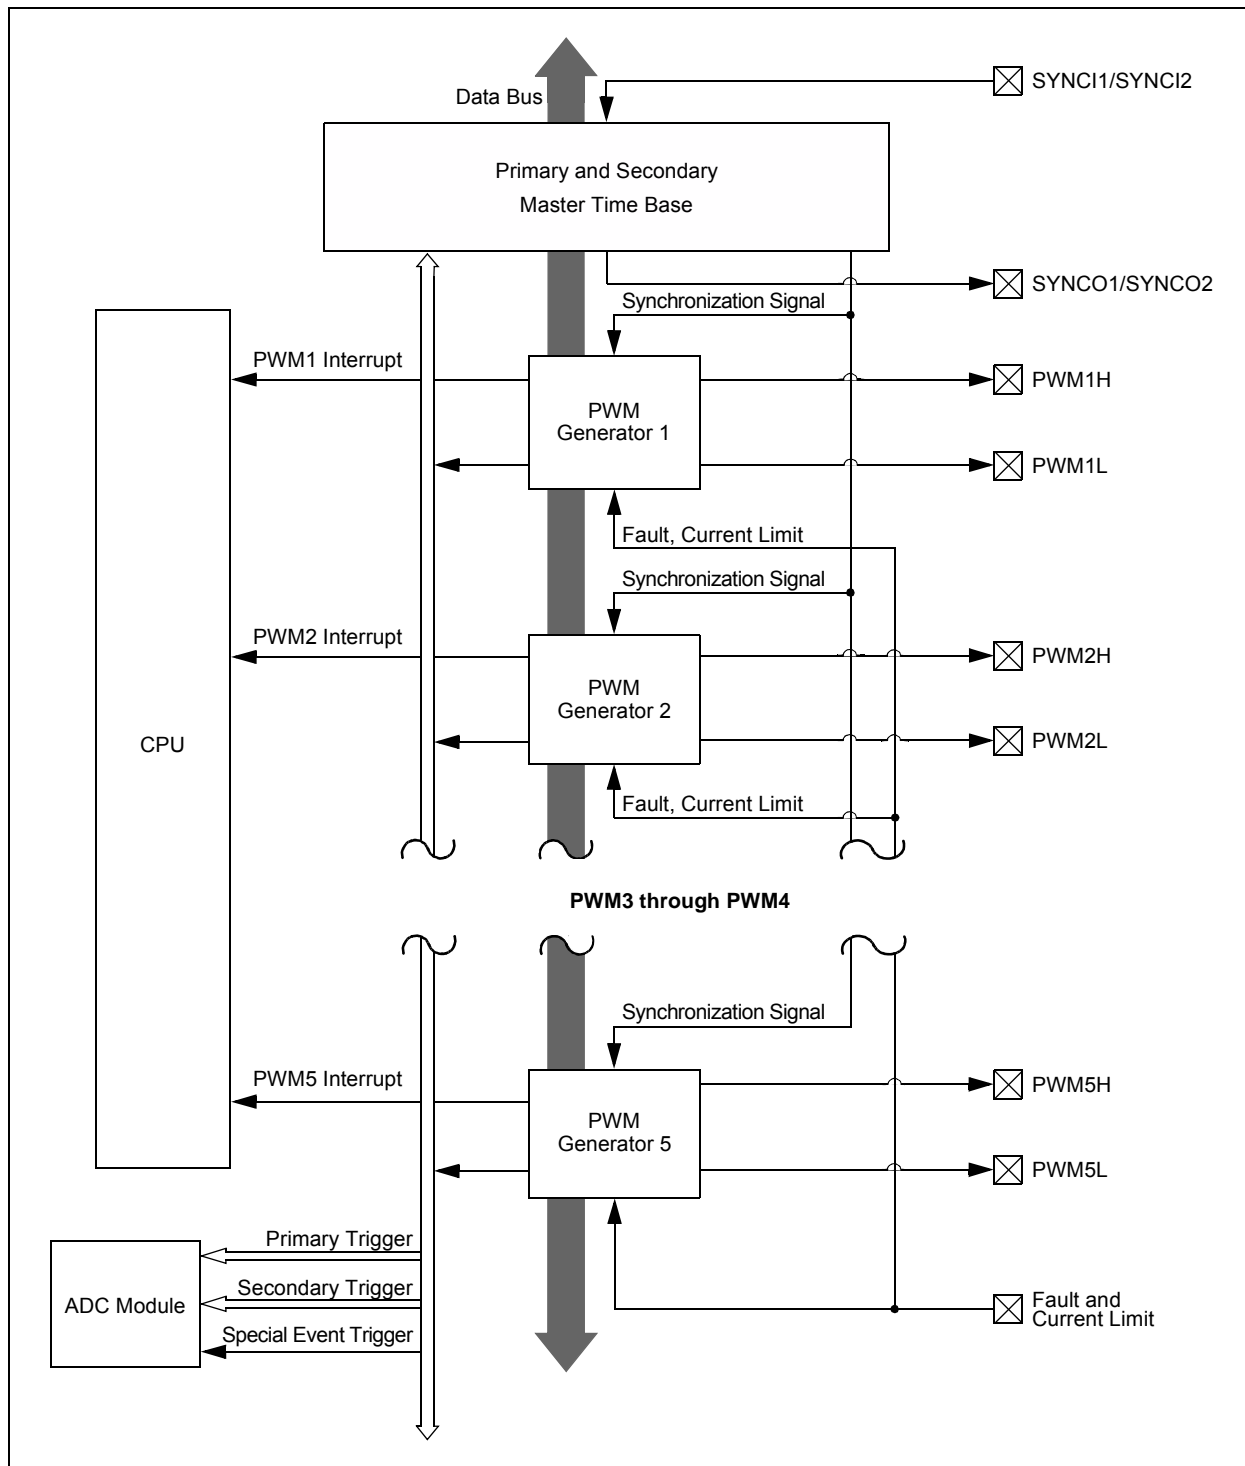 SYNCI1/SYNCI2
Data Bus
Primary and Secondary
Master Time Base
SYNCO1/SYNCO2
Synchronization Signal
PWM1 Interrupt
PWM
Generator 1
PWM1H
PWM1L
Fault, Current Limit
Synchronization Signal
PWM2 Interrupt
PWM
Generator 2
PWM2H
CPU
PWM2L
Fault, Current Limit
PWM3 through PWM4
Synchronization Signal
PWM5 Interrupt
PWM
Generator 5
PWM5H
PWM5L
Primary Trigger
ADC Module
Secondary Trigger
Special Event Trigger
Fault and
Current Limit